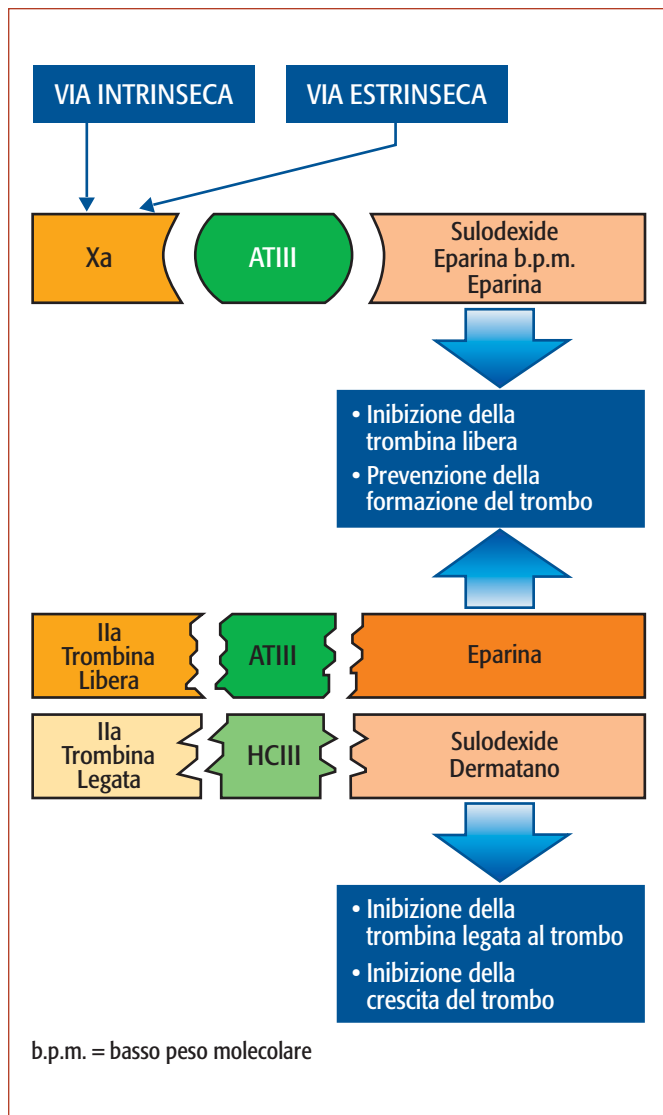 VIA INTRINSECA
VIA ESTRINSECA
Xa
ATIII
Sulodexide
Eparina b.p.m.
Eparina
• Inibizione della
trombina libera
• Prevenzione della
formazione del trombo
IIa
Trombina
Libera
ATIII
Eparina
IIa
Trombina
Legata
HCIII
Sulodexide
Dermatano
• Inibizione della
trombina legata al trombo
• Inibizione della
crescita del trombo
b.p.m. = basso peso molecolare